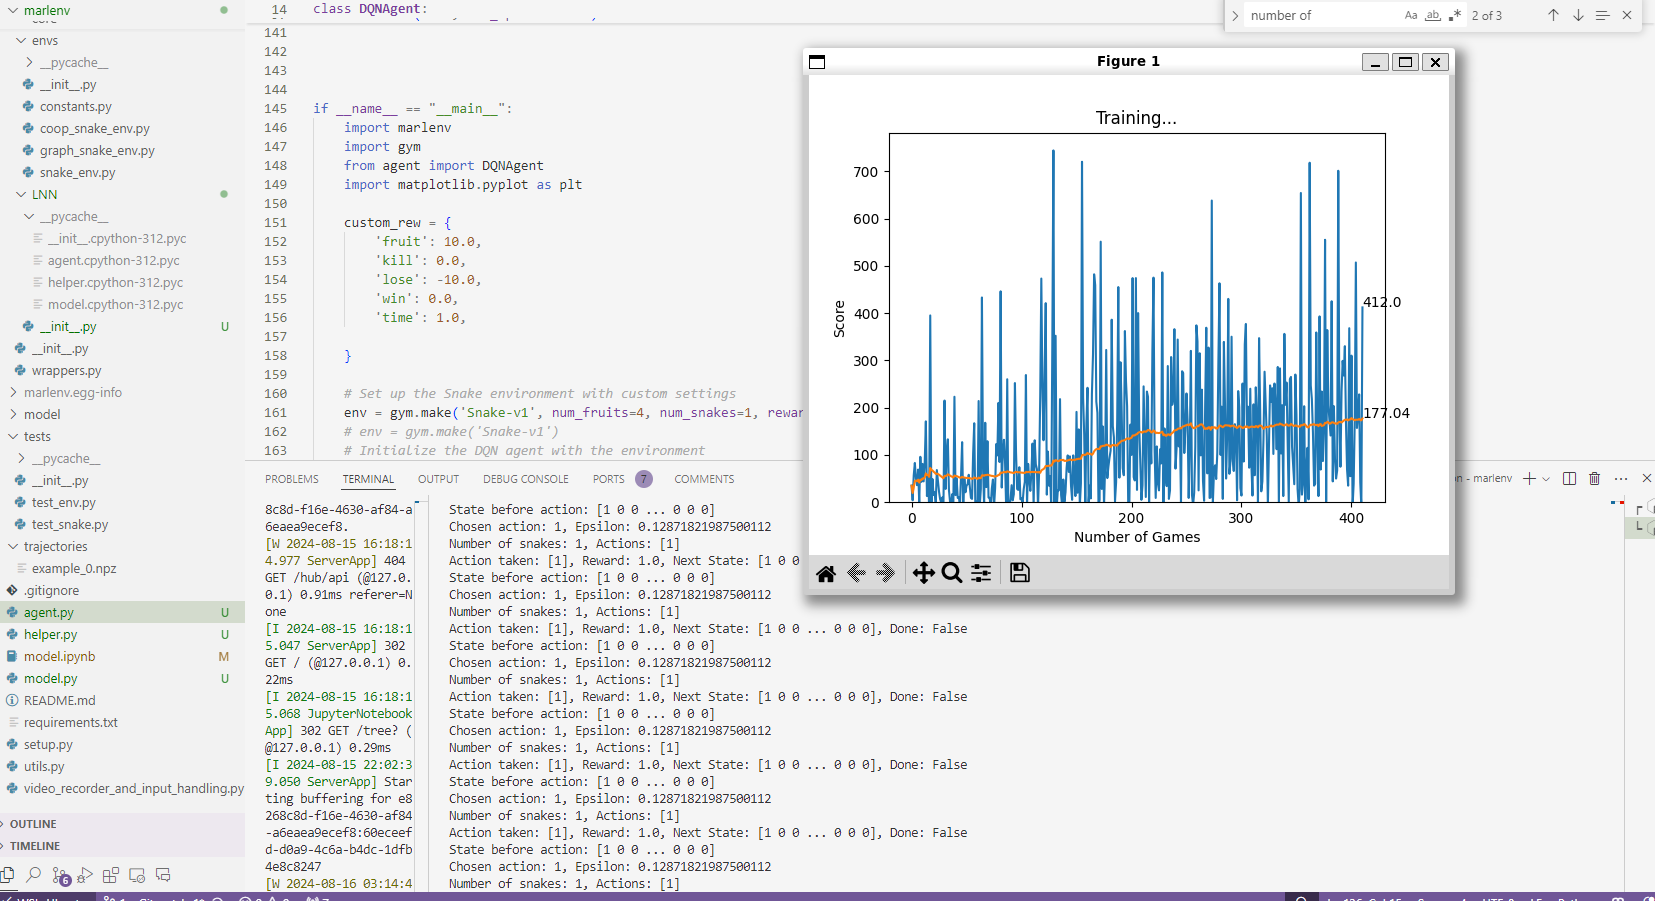 marlenv
envs
__pycache__
__init__.py
constants.py
coop_snake_env.py
graph_snake_env.py
snake_env.py
LNN
__pycache__
__init__.cpython-312.pyc
agent.cpython-312.pyc
helper.cpython-312.pyc
model.cpython-312.pyc
__init__.py U
__init__.py
wrappers.py
marlenv.egg-info
model
tests
__pycache__
__init__.py
test_env.py
test_snake.py
trajectories
example_0.npz
.gitignore
agent.py U
helper.py U
model.ipynb M
model.py U
README.md
requirements.txt
setup.py
utils.py
video_recorder_and_input_handling.py
OUTLINE
TIMELINE
6
14 class DQNAgent:
141
142
143
144
145 if __name__ == "__main__":
146 import marlenv
147 import gym
148 from agent import DQNAgent
149 import matplotlib.pyplot as plt
150
151 custom_rew = {
152 'fruit': 10.0,
153 'kill': 0.0,
154 'lose': -10.0,
155 'win': 0.0,
156 'time': 1.0,
157
158 }
159
160 # Set up the Snake environment with custom settings
161 env = gym.make('Snake-v1', num_fruits=4, num_snakes=1, rewar
162 # env = gym.make('Snake-v1')
163 # Initialize the DQN agent with the environment
number of Aa ab .* 2 of 3
Figure 1
Training...
700
600
500
400
300
200
100
0
Score
412.0
177.04
0 100 200 300 400
Number of Games
PROBLEMS TERMINAL OUTPUT DEBUG CONSOLE PORTS 7 COMMENTS
n - marlenv
8c8d-f16e-4630-af84-a
6eaea9ecef8.
[W 2024-08-15 16:18:1
4.977 ServerApp] 404
GET /hub/api (@127.0.
0.1) 0.91ms referer=N
one
[I 2024-08-15 16:18:1
5.047 ServerApp] 302
GET / (@127.0.0.1) 0.
22ms
[I 2024-08-15 16:18:1
5.068 JupyterNotebook
App] 302 GET /tree? (
@127.0.0.1) 0.29ms
[I 2024-08-15 22:02:3
9.050 ServerApp] Star
ting buffering for e8
268c8d-f16e-4630-af84
-a6eaea9ecef8:60eceef
d-d0a9-4c6a-b4dc-1dfb
4e8c8247
[W 2024-08-16 03:14:4
State before action: [1 0 0 ... 0 0 0]
Chosen action: 1, Epsilon: 0.12871821987500112
Number of snakes: 1, Actions: [1]
Action taken: [1], Reward: 1.0, Next State: [1 0 0
State before action: [1 0 0 ... 0 0 0]
Chosen action: 1, Epsilon: 0.12871821987500112
Number of snakes: 1, Actions: [1]
Action taken: [1], Reward: 1.0, Next State: [1 0 0 ... 0 0 0], Done: False
State before action: [1 0 0 ... 0 0 0]
Chosen action: 1, Epsilon: 0.12871821987500112
Number of snakes: 1, Actions: [1]
Action taken: [1], Reward: 1.0, Next State: [1 0 0 ... 0 0 0], Done: False
State before action: [1 0 0 ... 0 0 0]
Chosen action: 1, Epsilon: 0.12871821987500112
Number of snakes: 1, Actions: [1]
Action taken: [1], Reward: 1.0, Next State: [1 0 0 ... 0 0 0], Done: False
State before action: [1 0 0 ... 0 0 0]
Chosen action: 1, Epsilon: 0.12871821987500112
Number of snakes: 1, Actions: [1]
Action taken: [1], Reward: 1.0, Next State: [1 0 0 ... 0 0 0], Done: False
State before action: [1 0 0 ... 0 0 0]
Chosen action: 1, Epsilon: 0.12871821987500112
Number of snakes: 1, Actions: [1]